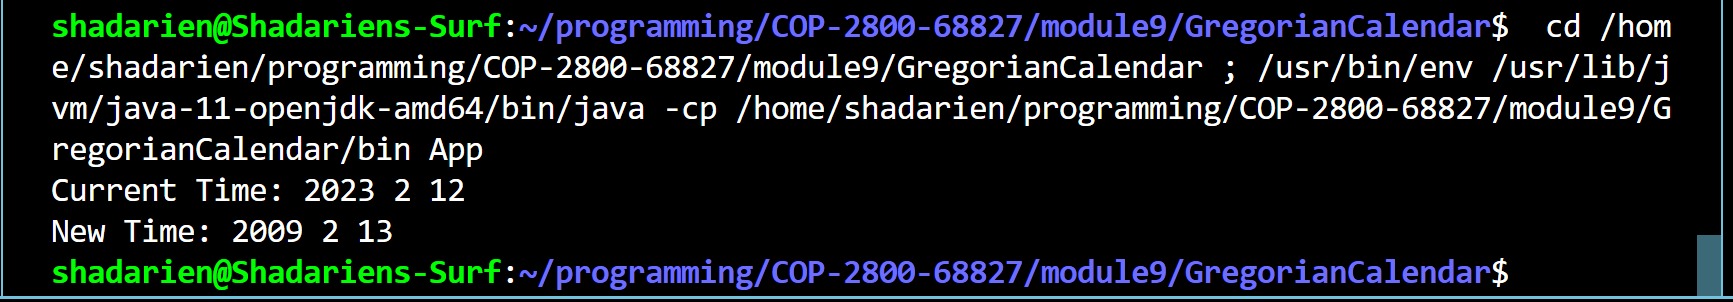 shadarien@Shadariens-Surf:~/programming/COP-2800-68827/module9/GregorianCalendar$  cd /hom
e/shadarien/programming/COP-2800-68827/module9/GregorianCalendar ; /usr/bin/env /usr/lib/j
vm/java-11-openjdk-amd64/bin/java -cp /home/shadarien/programming/COP-2800-68827/module9/G
regorianCalendar/bin App
Current Time: 2023 2 12
New Time: 2009 2 13
shadarien@Shadariens-Surf:~/programming/COP-2800-68827/module9/GregorianCalendar$